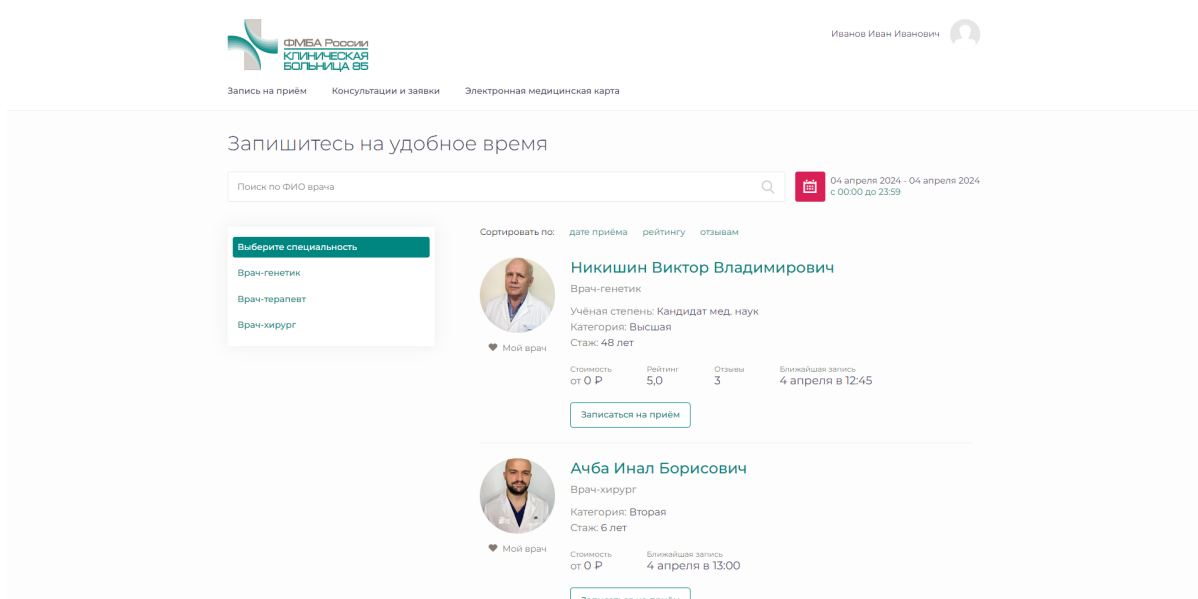 ФМБА России
КЛИНИЧЕСКАЯ
БОЛЬНИЦА 85
Иванов Иван Иванович
Запись на приём Консультации и заявки Электронная медицинская карта
Запишитесь на удобное время
Поиск по ФИО врача
04 апреля 2024 - 04 апреля 2024
с 00:00 до 23:59
Выберите специальность
Врач-генетик
Врач-терапевт
Врач-хирург
Сортировать по: дате приёма рейтингу отзывам
Никишин Виктор Владимирович
Врач-генетик
Учёная степень: Кандидат мед. наук
Категория: Высшая
Стаж: 48 лет
Мой врач
Стоимость Рейтинг Отзывы Ближайшая запись
от 0 ₽ 5,0 3 4 апреля в 12:45
Записаться на приём
Ачба Инал Борисович
Врач-хирург
Категория: Вторая
Стаж: 6 лет
Мой врач
Стоимость Ближайшая запись
от 0 ₽ 4 апреля в 13:00